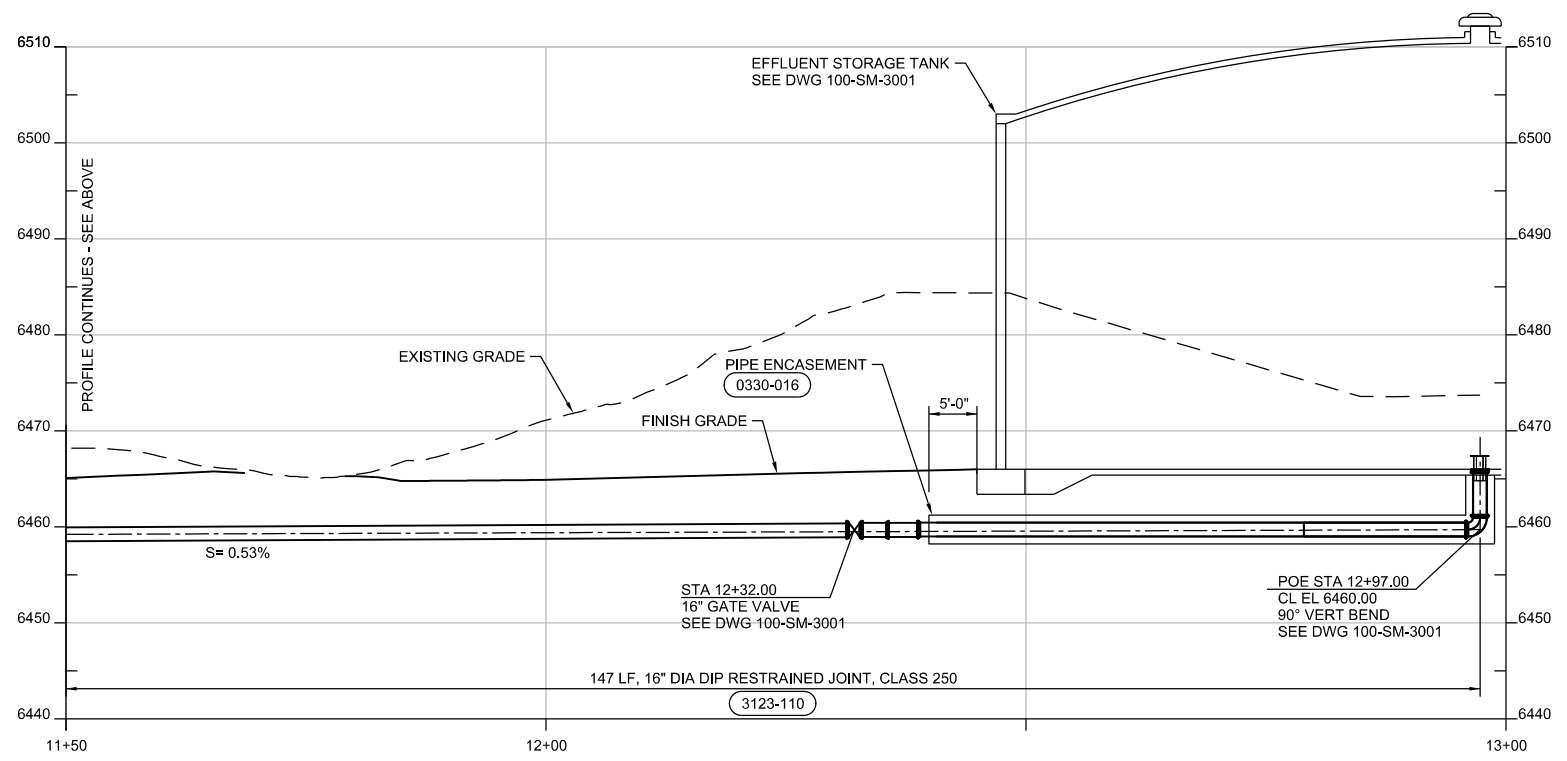 6510
6500
6490
6480
6470
6460
6450
6440
PROFILE CONTINUES - SEE ABOVE
EFFLUENT STORAGE TANK
SEE DWG 100-SM-3001
EXISTING GRADE
PIPE ENCASEMENT
0330-016
5'-0"
FINISH GRADE
S= 0.53%
STA 12+32.00
16" GATE VALVE
SEE DWG 100-SM-3001
POE STA 12+97.00
CL EL 6460.00
90° VERT BEND
SEE DWG 100-SM-3001
147 LF, 16" DIA DIP RESTRAINED JOINT, CLASS 250
3123-110
6510
6500
6490
6480
6470
6460
6450
6440
11+50
12+00
13+00